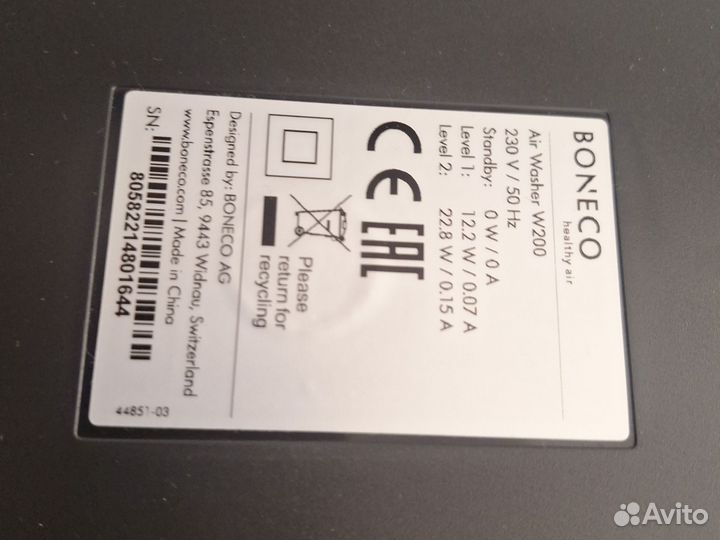 BONECO
healthy air
Air Washer W200
230 V / 50 Hz
Standby: 0 W / 0 A
Level 1: 12.2 W / 0.07 A
Level 2: 22.8 W / 0.15 A
CE EAC
Please
return for
recycling
Designed by: BONECO AG
Espenstrasse 85, 9443 Widnau, Switzerland
www.boneco.com | Made in China
SN:
80582214801644
44851-03
Avito